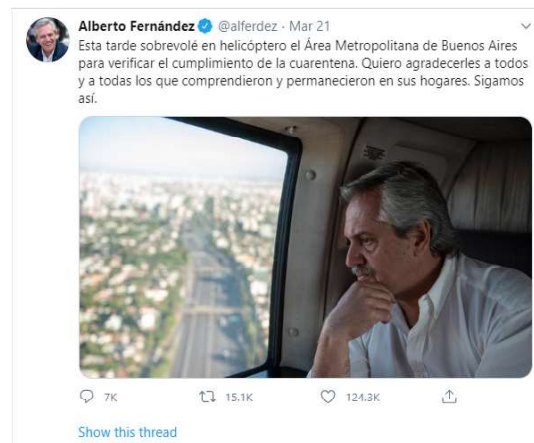 Alberto Fernández @alferdez · Mar 21
Esta tarde sobrevolé en helicóptero el Área Metropolitana de Buenos Aires
para verificar el cumplimiento de la cuarentena. Quiero agradecerles a todos
y a todas los que comprendieron y permanecieron en sus hogares. Sigamos
así.
7K 15.1K 124.3K
Show this thread